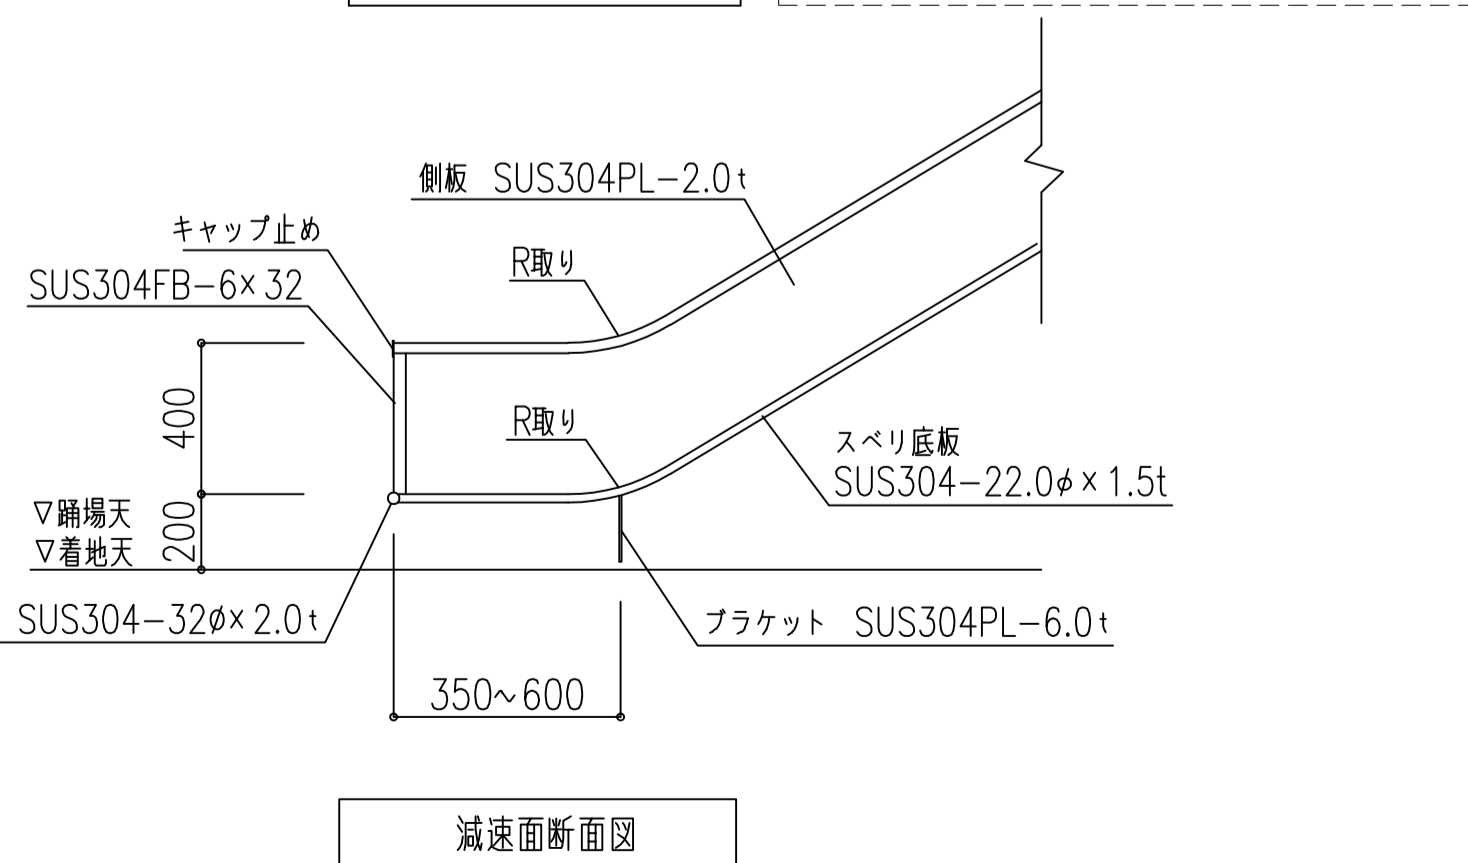 側板 SUS304PL-2.0t
キャップ止め
R取り
SUS304FB-6×32
400
R取り
スベリ底板
SUS304-22.0φ×1.5t
▽踊場天
200
▽着地天
SUS304-32φ×2.0t
ブラケット SUS304PL-6.0t
350~600
減速面断面図